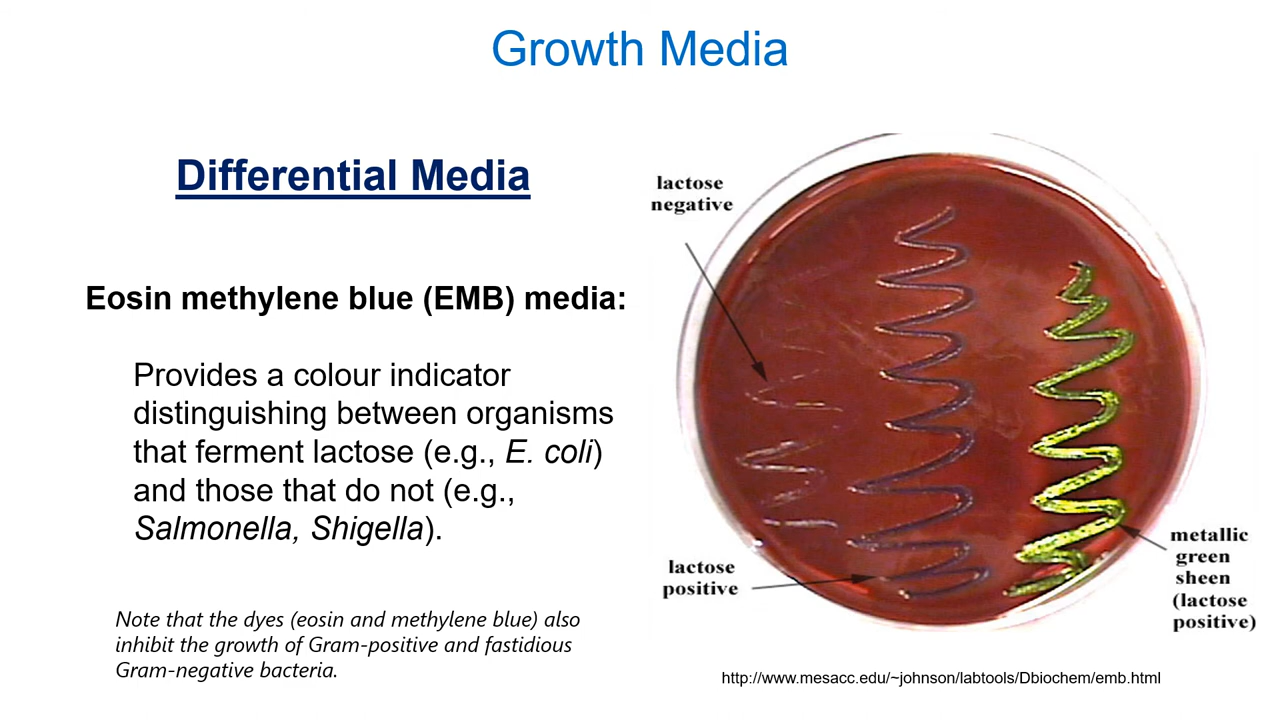 Growth Media
Differential Media
Eosin methylene blue (EMB) media:
Provides a colour indicator
distinguishing between organisms
that ferment lactose (e.g., E. coli)
and those that do not (e.g.,
Salmonella, Shigella).
Note that the dyes (eosin and methylene blue) also
inhibit the growth of Gram-positive and fastidious
Gram-negative bacteria.
lactose
negative
lactose
positive
metallic
green
sheen
(lactose
positive)
http://www.mesacc.edu/~johnson/labtools/Dbiochem/emb.html